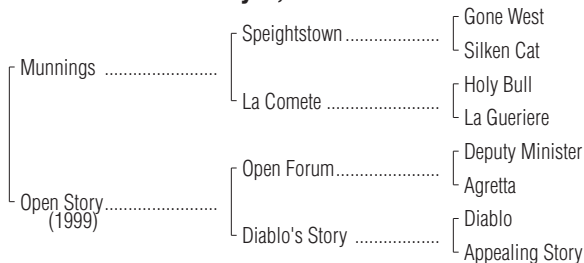 Gone West
Speightstown ....................
Silken Cat
Munnings ........................
Holy Bull
La Comete ........................
La Gueriere
Deputy Minister
Open Forum......................
Agretta
Open Story ........................
(1999)
Diablo
Diablo's Story ..................
Appealing Story